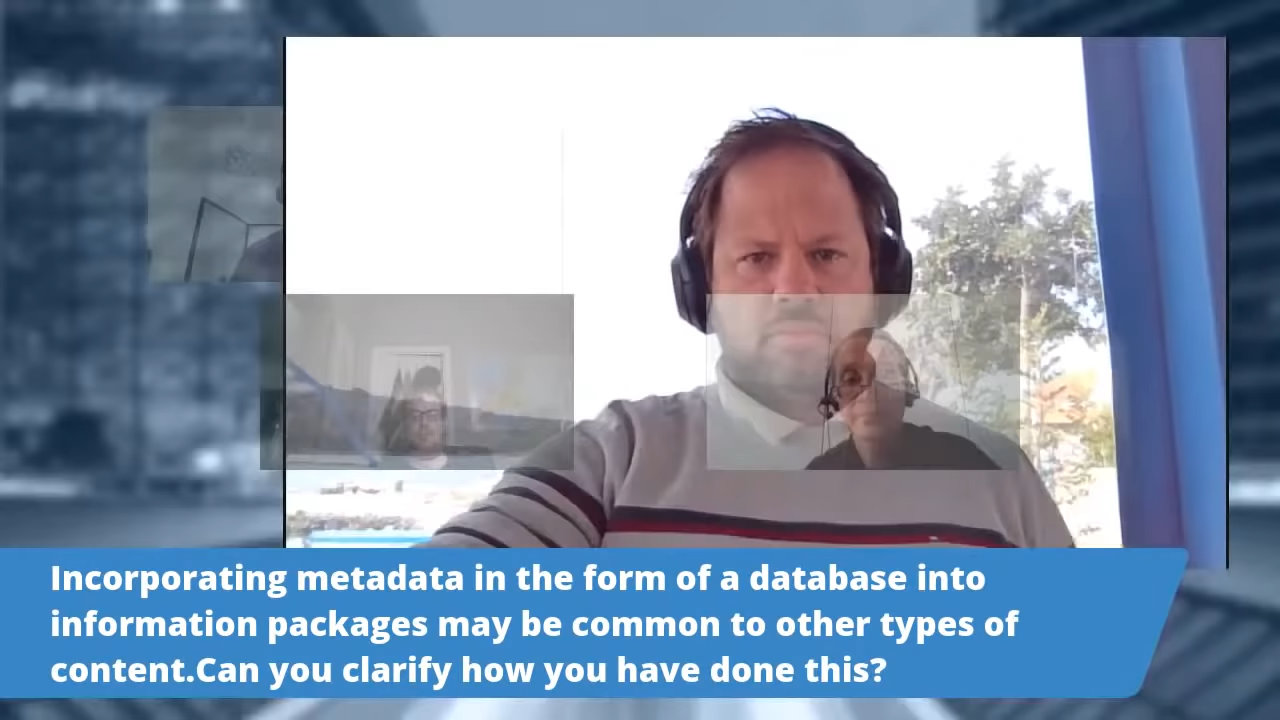 Incorporating metadata in the form of a database into
information packages may be common to other types of
content.Can you clarify how you have done this?